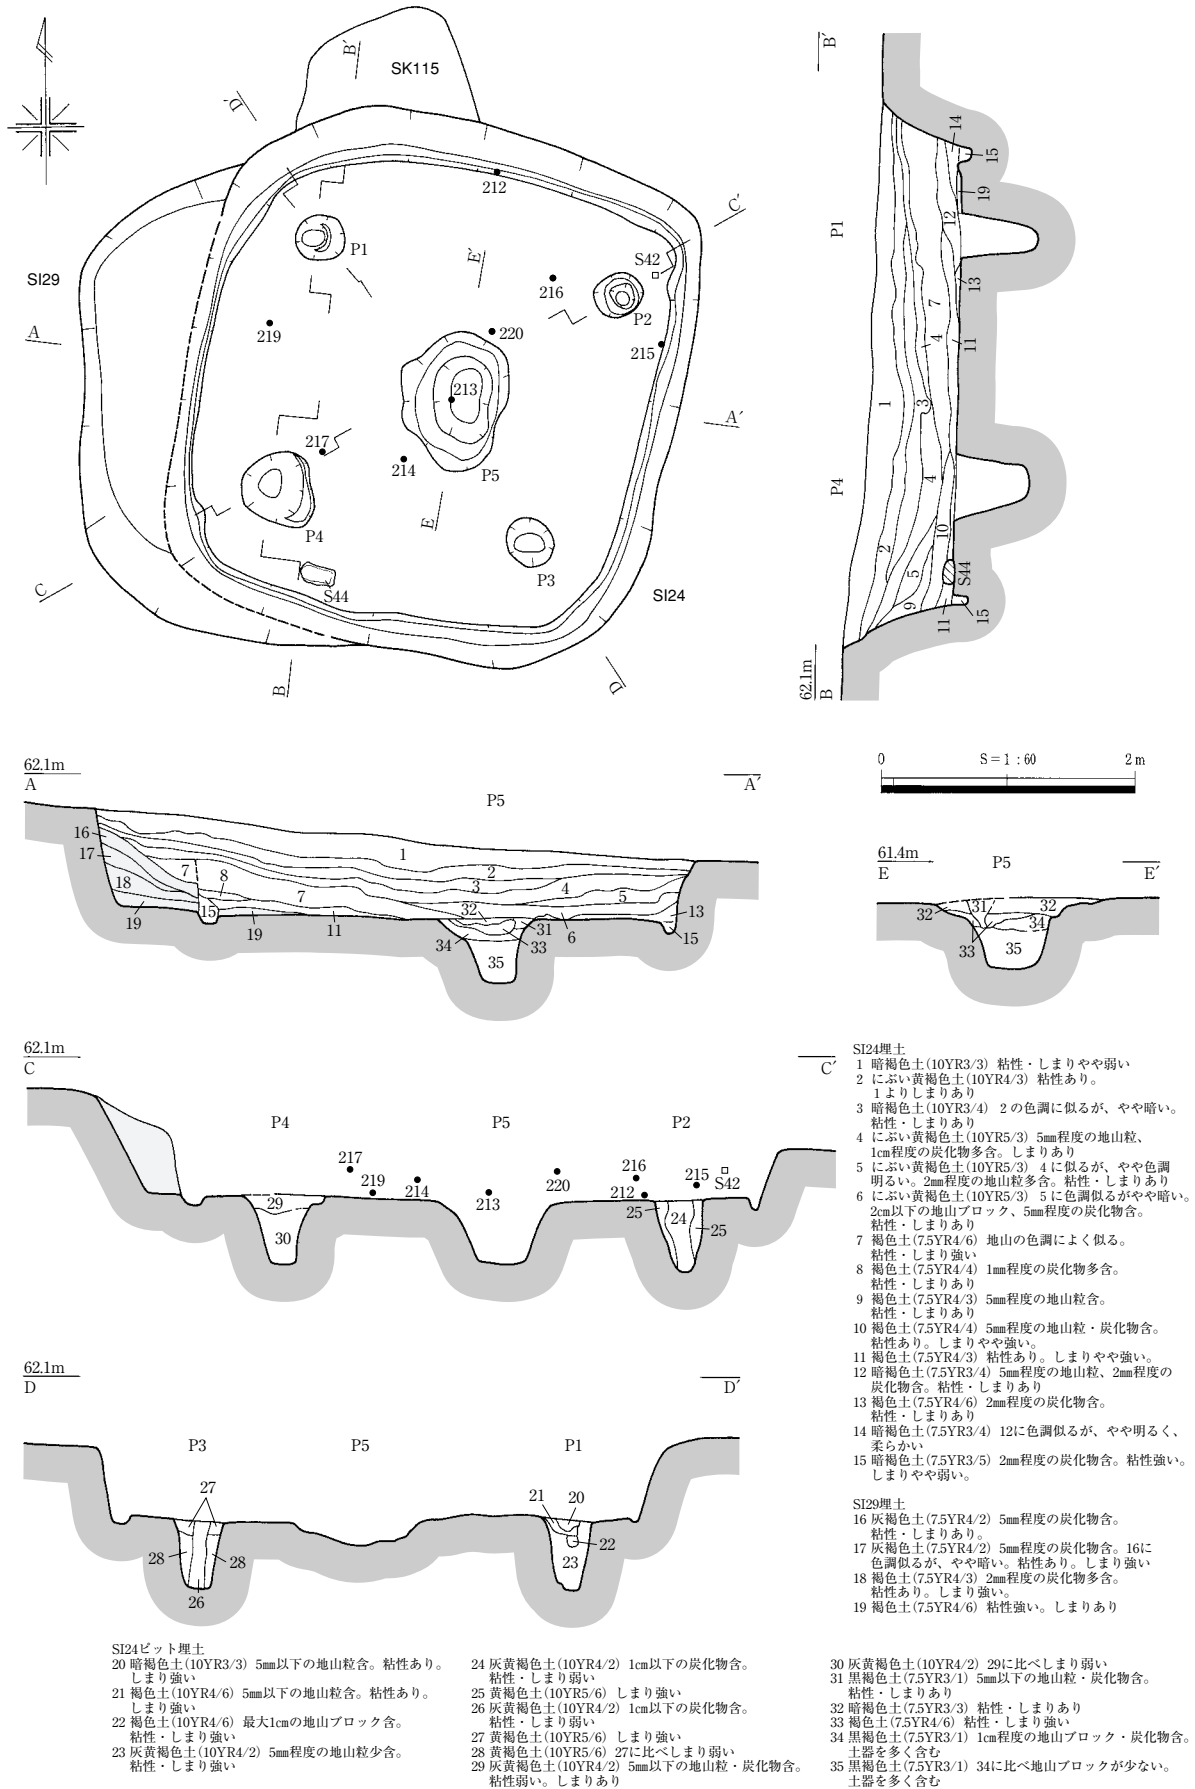 B′
SK115
D′
212
C′
P1
E′
S42
SI29
216
P2
A
219
220
215
213
A′
217
214
P5
E
P4
P3
C
S44
SI24
B
D
B′
14
15
19
P1
12
13
7
4
11
1
3
P4
4
10
2
5
S44
9
11
15
62.1m
B
62.1m
A
A′
P5
16
17
18
7
8
7
1
2
3
4
5
32
13
15
19
19
11
34
35
33
31
6
15
0
S=1:60
2m
61.4m
E
P5
E′
31
32
32
34
33
35
62.1m
C
C′
P4
P5
P2
217
219
214
213
220
216
212
215
S42
29
30
25
24
25
62.1m
D
D′
P3
P5
P1
27
28
28
26
21
20
22
23
SI24埋土
1 暗褐色土(10YR3/3) 粘性・しまりやや弱い
2 にぶい黄褐色土(10YR4/3) 粘性あり。
1よりしまりあり
3 暗褐色土(10YR3/4) 2の色調に似るが、やや暗い。
粘性・しまりあり
4 にぶい黄褐色土(10YR5/3) 5㎜程度の地山粒、
1㎝程度の炭化物多含。しまりあり
5 にぶい黄褐色土(10YR5/3) 4に似るが、やや色調
明るい。2㎜程度の地山粒多含。粘性・しまりあり
6 にぶい黄褐色土(10YR5/3) 5に色調似るがやや暗い。
2㎝以下の地山ブロック、5㎜程度の炭化物含。
粘性・しまりあり
7 褐色土(7.5YR4/6) 地山の色調によく似る。
粘性・しまり強い
8 褐色土(7.5YR4/4) 1㎜程度の炭化物多含。
粘性・しまりあり
9 褐色土(7.5YR4/3) 5㎜程度の地山粒含。
粘性・しまりあり
10 褐色土(7.5YR4/4) 5㎜程度の地山粒・炭化物含。
粘性あり。しまりやや強い。
11 褐色土(7.5YR4/3) 粘性あり。しまりやや強い。
12 暗褐色土(7.5YR3/4) 5㎜程度の地山粒、2㎜程度の
炭化物含。粘性・しまりあり
13 褐色土(7.5YR4/6) 2㎜程度の炭化物含。
粘性・しまりあり
14 暗褐色土(7.5YR3/4) 12に色調似るが、やや明るく、
柔らかい
15 暗褐色土(7.5YR3/5) 2㎜程度の炭化物含。粘性強い。
しまりやや弱い。
SI29埋土
16 灰褐色土(7.5YR4/2) 5㎜程度の炭化物含。
粘性・しまりあり。
17 灰褐色土(7.5YR4/2) 5㎜程度の炭化物含。16に
色調似るが、やや暗い。粘性あり。しまり強い
18 褐色土(7.5YR4/3) 2㎜程度の炭化物多含。
粘性あり。しまり強い。
19 褐色土(7.5YR4/6) 粘性強い。しまりあり
SI24ピット埋土
20 暗褐色土(10YR3/3) 5㎜以下の地山粒含。粘性あり。
しまり強い
21 褐色土(10YR4/6) 5㎜以下の地山粒含。粘性あり。
しまり強い
22 褐色土(10YR4/6) 最大1㎝の地山ブロック含。
粘性・しまり強い
23 灰黄褐色土(10YR4/2) 5㎜程度の地山粒少含。
粘性・しまり強い
24 灰黄褐色土(10YR4/2) 1㎝以下の炭化物含。
粘性・しまり弱い
25 黄褐色土(10YR5/6) しまり強い
26 灰黄褐色土(10YR4/2) 1㎝以下の炭化物含。
粘性・しまり弱い
27 黄褐色土(10YR5/6) しまり強い
28 黄褐色土(10YR5/6) 27に比べしまり弱い
29 灰黄褐色土(10YR4/2) 5㎜以下の地山粒・炭化物含。
粘性弱い。しまりあり
30 灰黄褐色土(10YR4/2) 29に比べしまり弱い
31 黒褐色土(7.5YR3/1) 5㎜以下の地山粒・炭化物含。
粘性・しまりあり
32 暗褐色土(7.5YR3/3) 粘性・しまりあり
33 褐色土(7.5YR4/6) 粘性・しまり強い
34 黒褐色土(7.5YR3/1) 1㎝程度の地山ブロック・炭化物含。
土器を多く含む
35 黒褐色土(7.5YR3/1) 34に比べ地山ブロックが少ない。
土器を多く含む